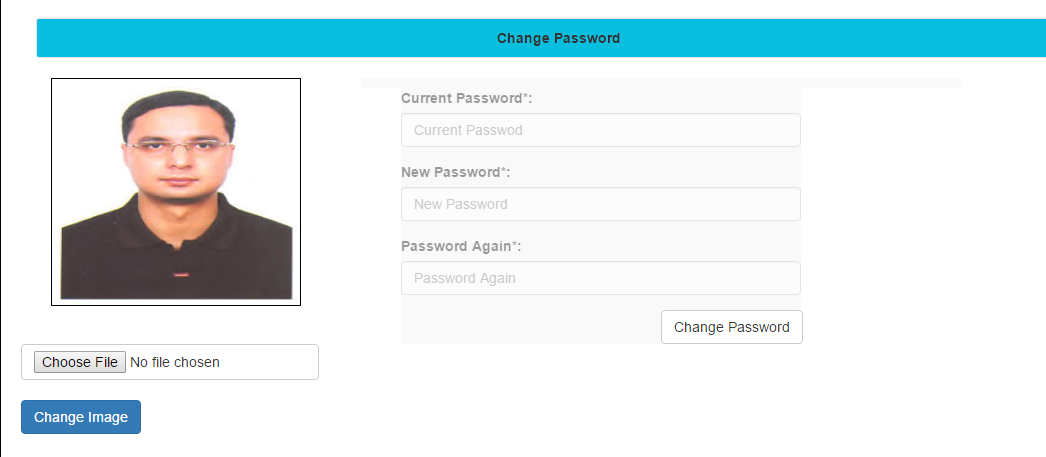 Change Password
Current Password*:
Current Passwod
New Password*:
New Password
Password Again*:
Password Again
Change Password
Choose File No file chosen
Change Image